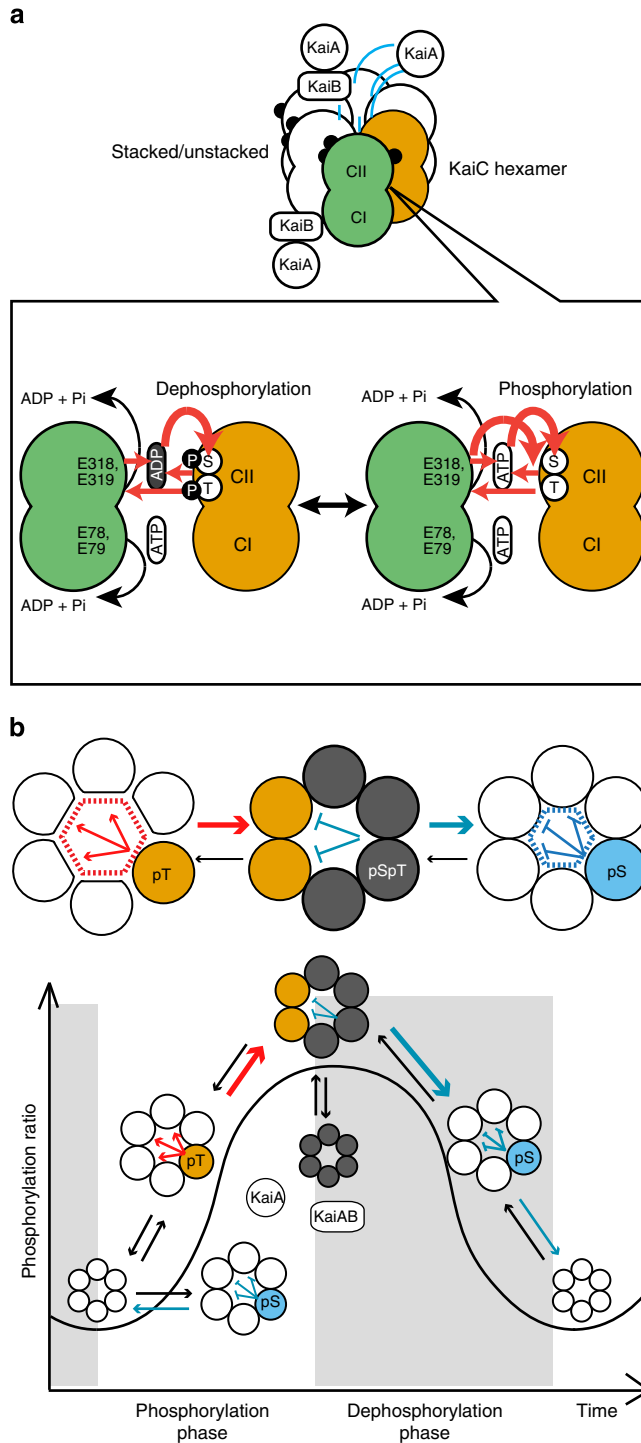 a
KaiA
KaiA
KaiB
Stacked/unstacked
CII
KaiC hexamer
CI
KaiB
KaiA
Dephosphorylation
Phosphorylation
ADP + Pi
ADP + Pi
E318,
E319
ADP
P
S
P
T
CII
E318,
E319
ATP
S
T
CII
E78,
E79
ATP
CI
E78,
E79
ATP
CI
ADP + Pi
ADP + Pi
b
pT
pSpT
pS
Phosphorylation ratio
pT
pS
KaiA
KaiAB
pS
Phosphorylation
phase
Dephosphorylation
phase
Time